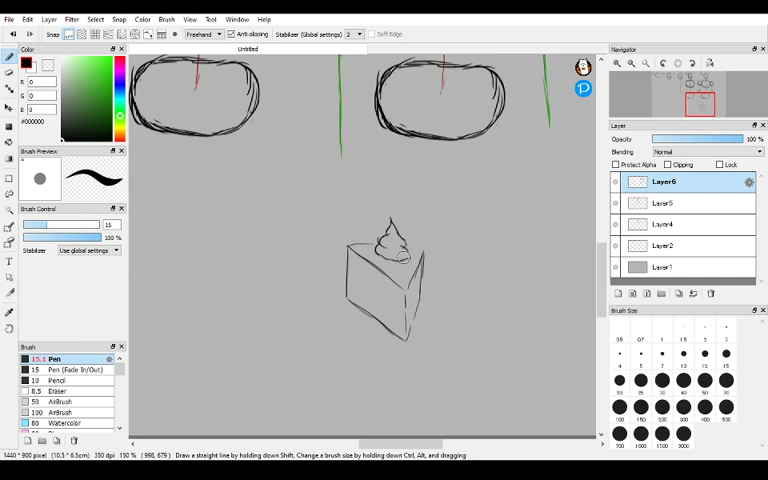 File Edit Layer Filter Select Snap Color Brush View Tool Window Help
Snap Freehand Anti-aliasing Stabilizer (Global settings) 2 Soft Edge
Untitled
Color
R 0
G 0
B 0
#000000
Brush Preview
Brush Control
15
100 %
Stabilizer Use global settings
Brush
15.1 Pen
15 Pen (Fade In/Out)
10 Pencil
8.5 Eraser
50 AirBrush
100 AirBrush
80 Watercolor
Navigator
Layer
Opacity 100 %
Blending Normal
Protect Alpha Clipping Lock
Layer6
Layer5
Layer4
Layer2
Layer1
Brush Size
1440 * 900 pixel (10.5 * 6.5cm) 350 dpi 150 % ( 998, 679 ) Draw a straight line by holding down Shift, Change a brush size by holding down Ctrl, Alt, and dragging